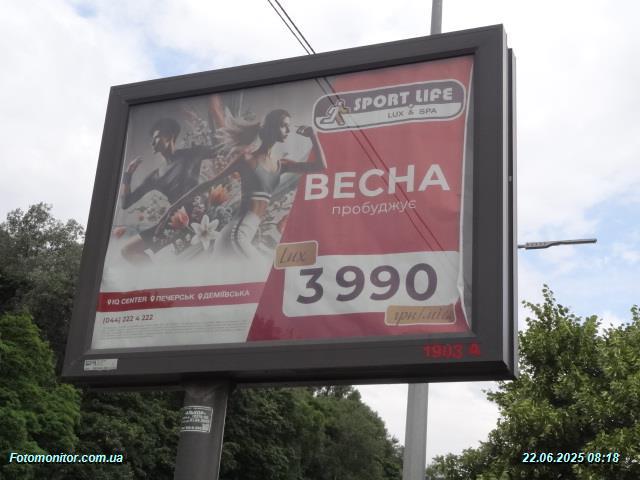 SPORT LIFE
LUX & SPA
ВЕСНА
пробуджує
Lux
3 990
грн/міс
IQ CENTER ПЕЧЕРСЬК ДЕМІЇВСЬКА
(044) 222 4 222
1903 A
Fotomonitor.com.ua
22.06.2025 08:18